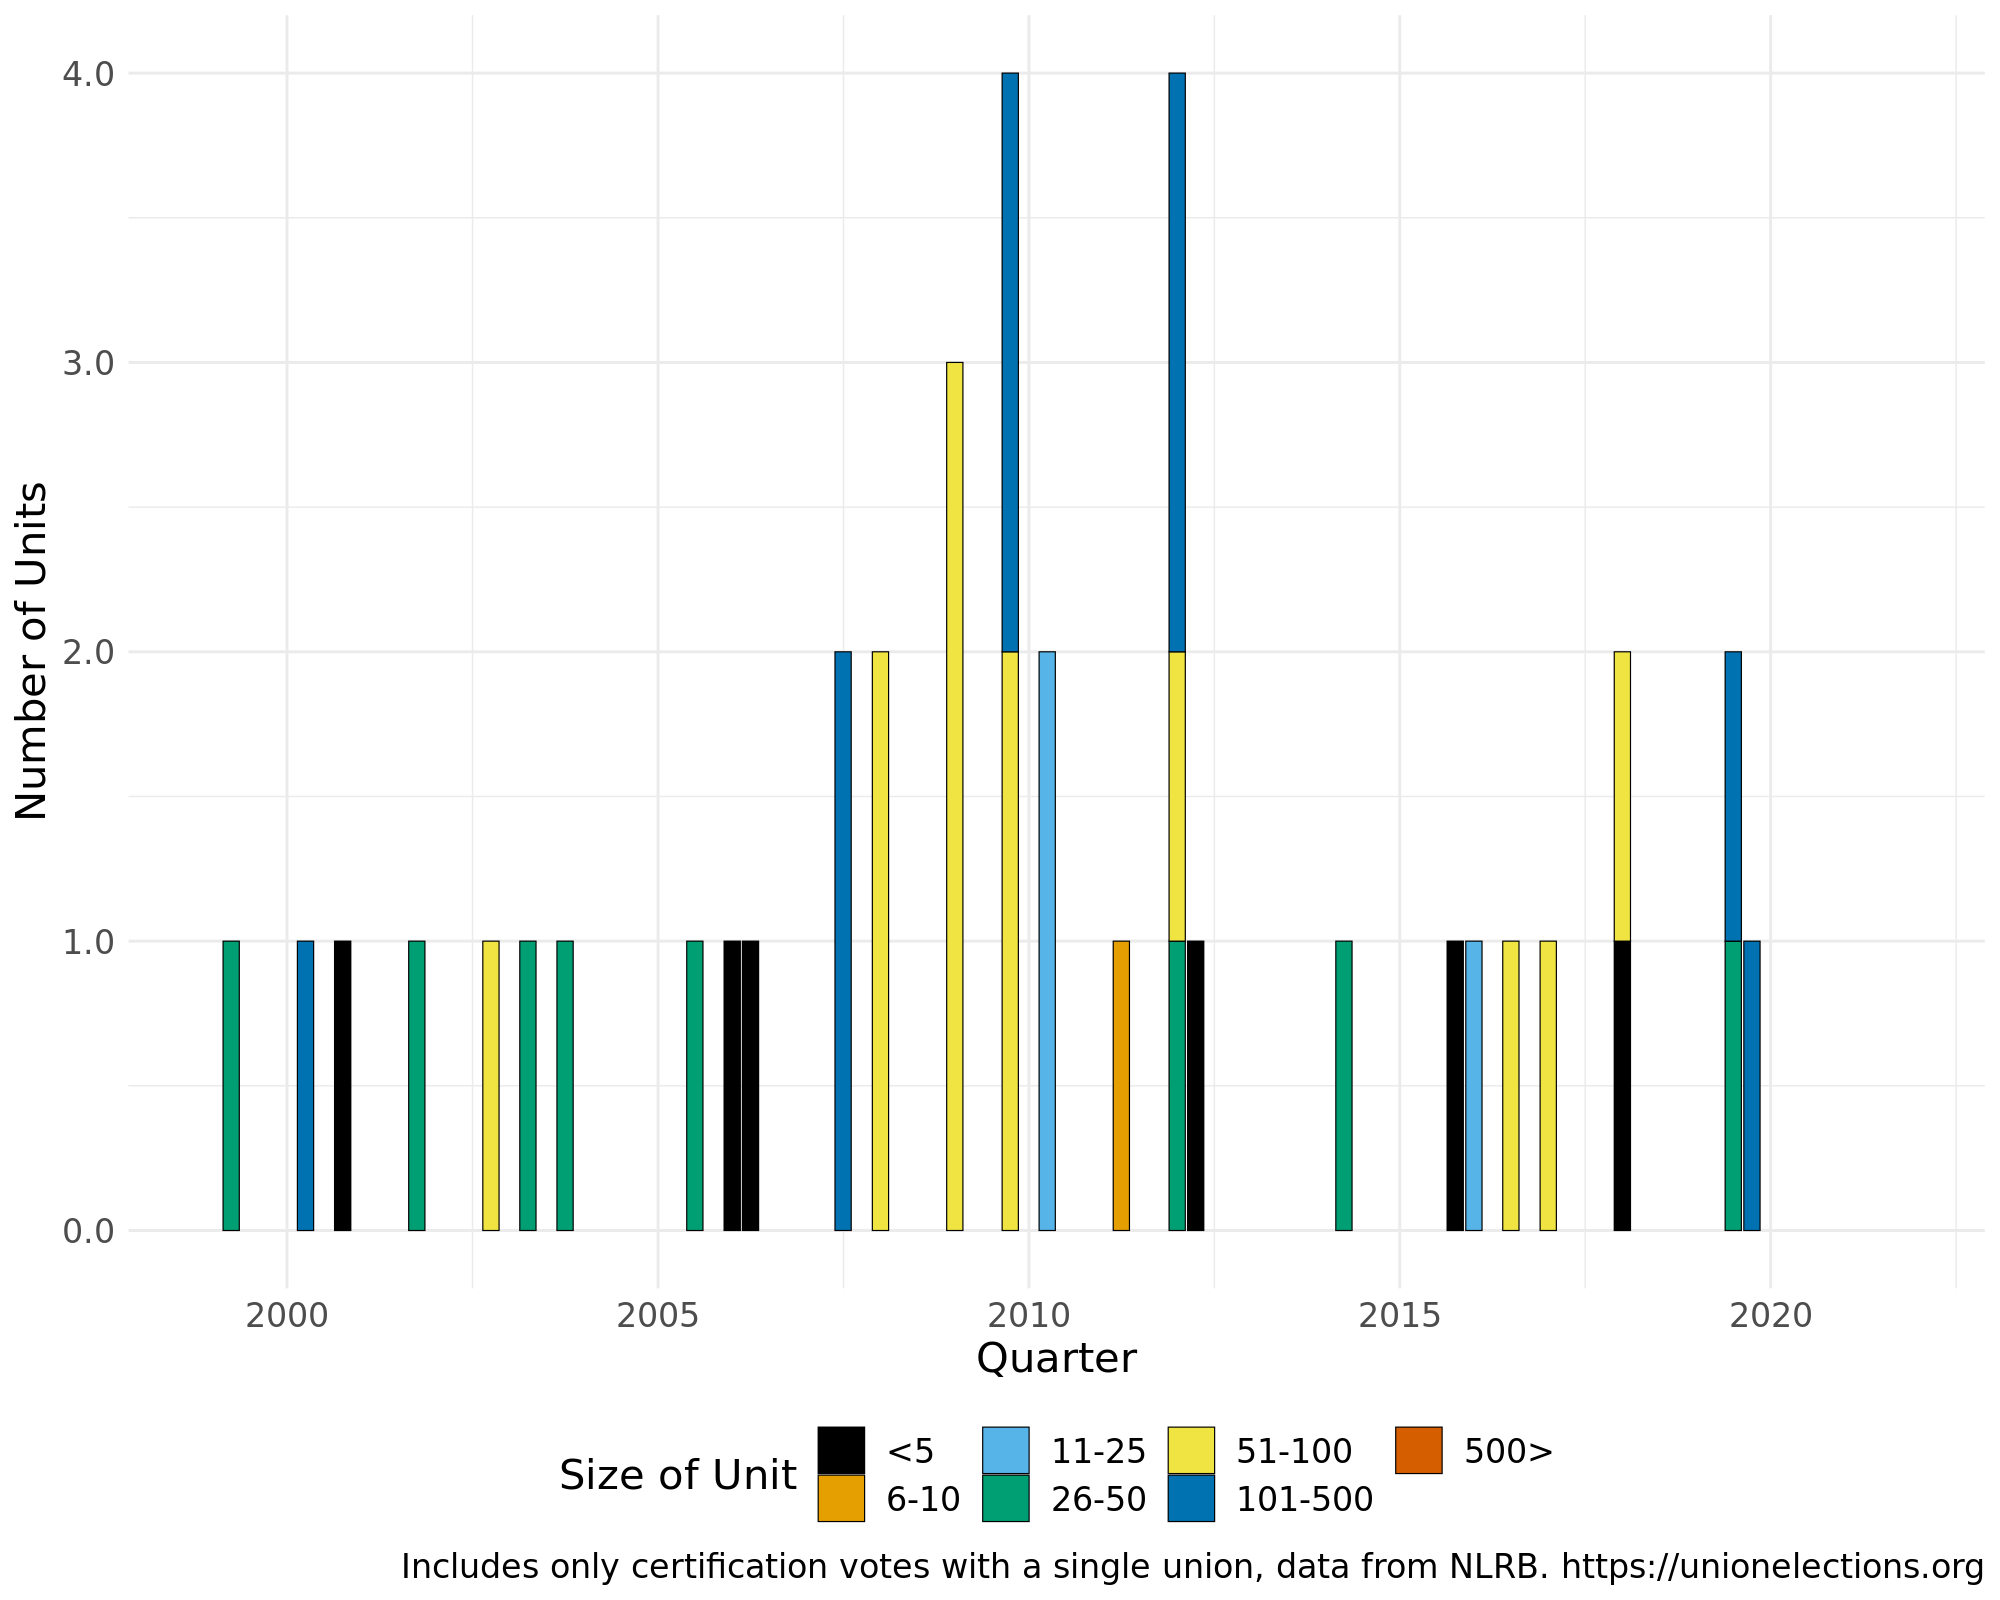 4.0
3.0
2.0
1.0
0.0
Number of Units
2000 2005 2010 2015 2020
Quarter
Size of Unit
<5 11-25 51-100 500>
6-10 26-50 101-500
Includes only certification votes with a single union, data from NLRB. https://unionelections.org